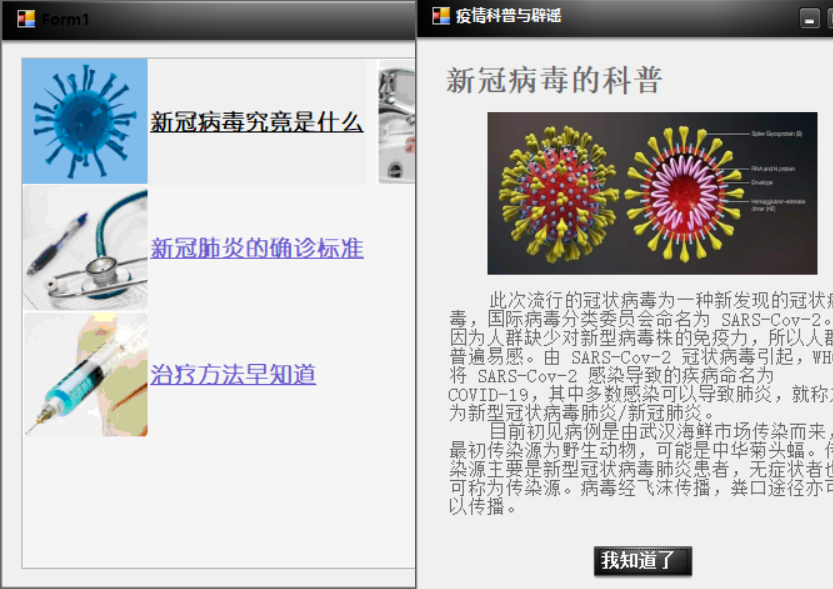 Form1
新冠病毒究竟是什么
新冠肺炎的确诊标准
治疗方法早知道
疫情科普与辟谣
新冠病毒的科普
Spike Glycoprotein (S)
RNA and N protein
Envelope
Hemagglutinin-esterase
dimer (HE)
此次流行的冠状病毒为一种新发现的冠状病
毒，国际病毒分类委员会命名为 SARS-Cov-2。
因为人群缺少对新型病毒株的免疫力，所以人群
普遍易感。由 SARS-Cov-2 冠状病毒引起，WHO
将 SARS-Cov-2 感染导致的疾病命名为
COVID-19，其中多数感染可以导致肺炎，就称之
为新型冠状病毒肺炎/新冠肺炎。
目前初见病例是由武汉海鲜市场传染而来，
最初传染源为野生动物，可能是中华菊头蝠。传
染源主要是新型冠状病毒肺炎患者，无症状者也
可称为传染源。病毒经飞沫传播，粪口途径亦可
以传播。
我知道了